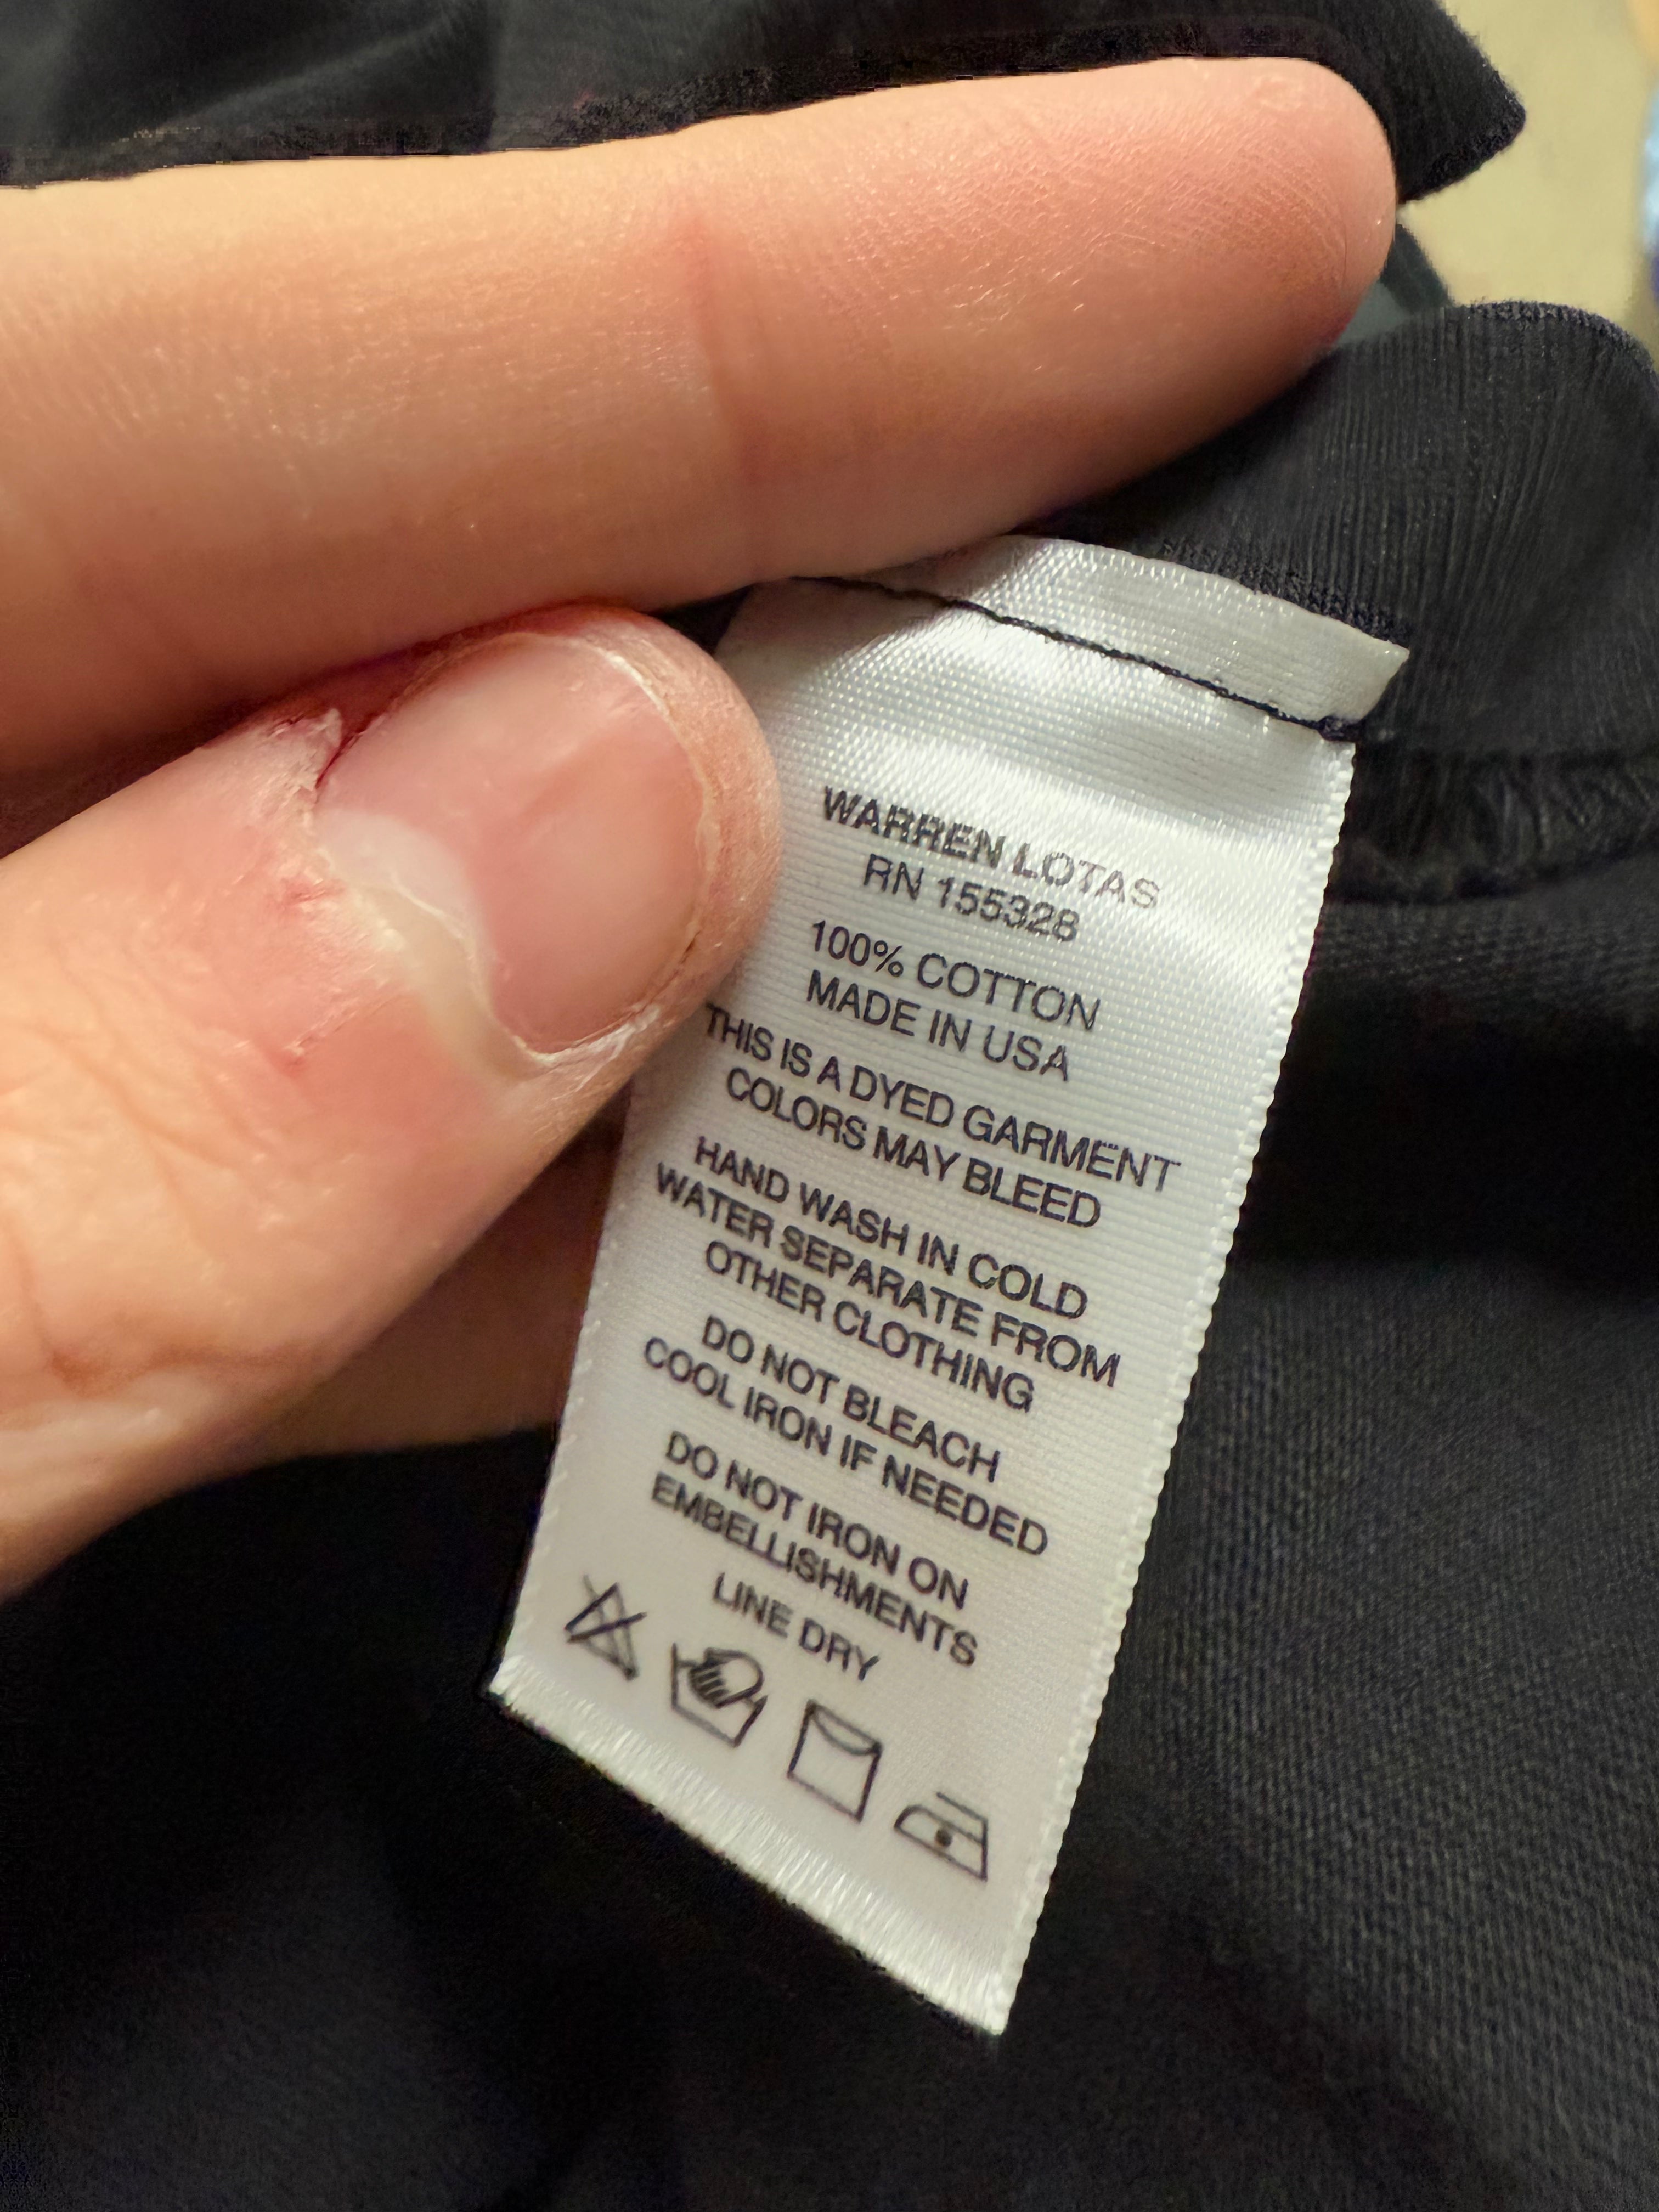 WARREN LOTAS
RN 155328
100% COTTON
MADE IN USA
THIS IS A DYED GARMENT
COLORS MAY BLEED
HAND WASH IN COLD
WATER SEPARATE FROM
OTHER CLOTHING
DO NOT BLEACH
COOL IRON IF NEEDED
DO NOT IRON ON
EMBELLISHMENTS
LINE DRY